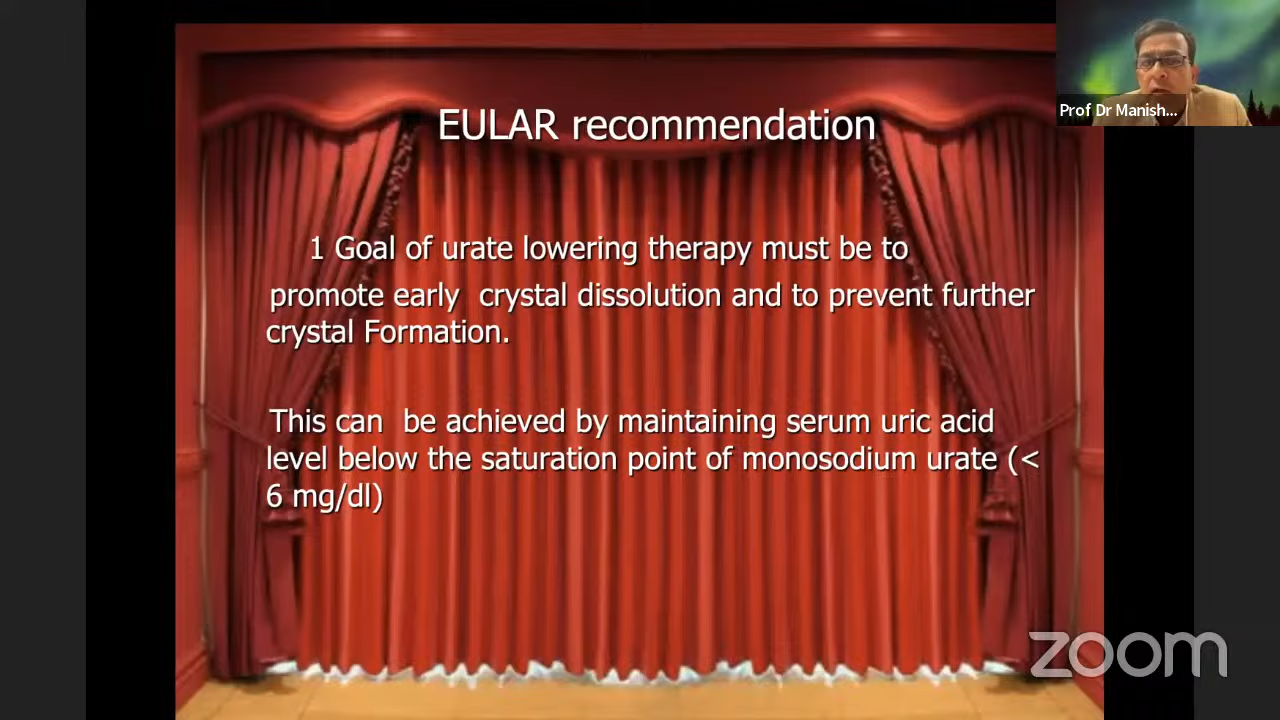 Prof Dr Manish...
EULAR recommendation
1 Goal of urate lowering therapy must be to
promote early crystal dissolution and to prevent further
crystal Formation.
This can be achieved by maintaining serum uric acid
level below the saturation point of monosodium urate (<
6 mg/dl)
zoom